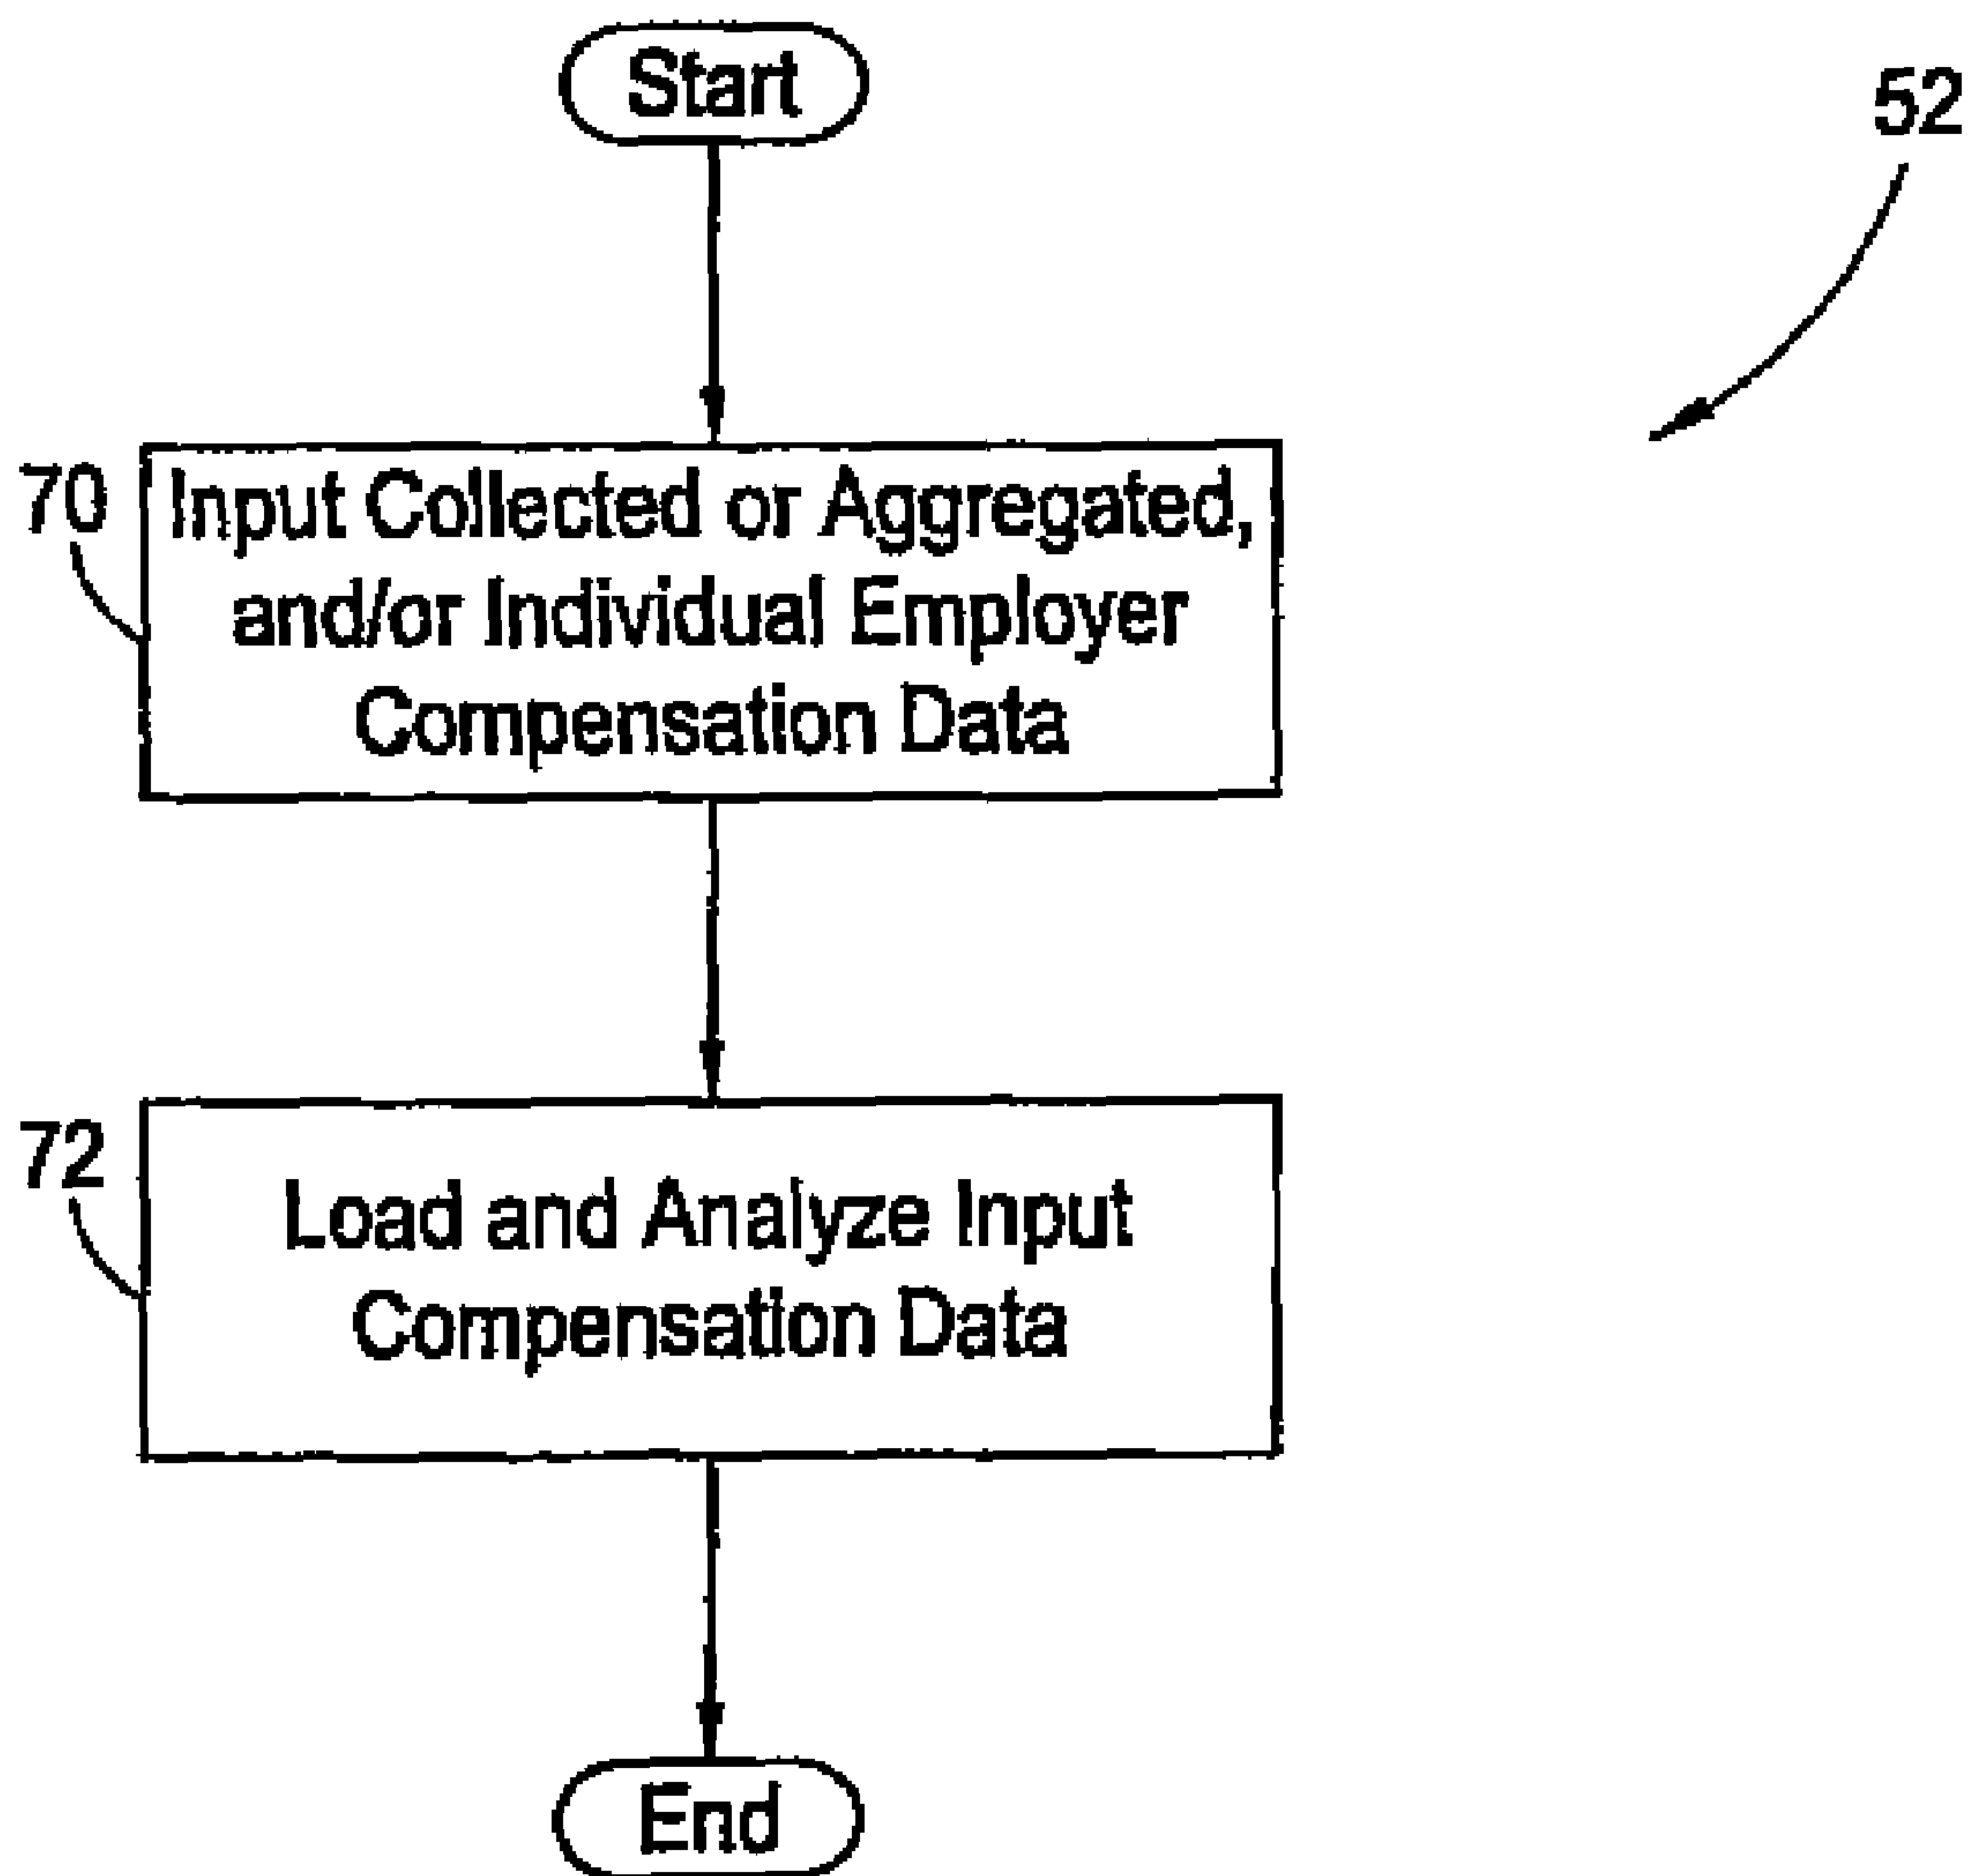 Start
52
70
Input Collected or Aggregated,
and/or Individual Employer
Compensation Data
72
Load and Analyze Input
Compensation Data
End